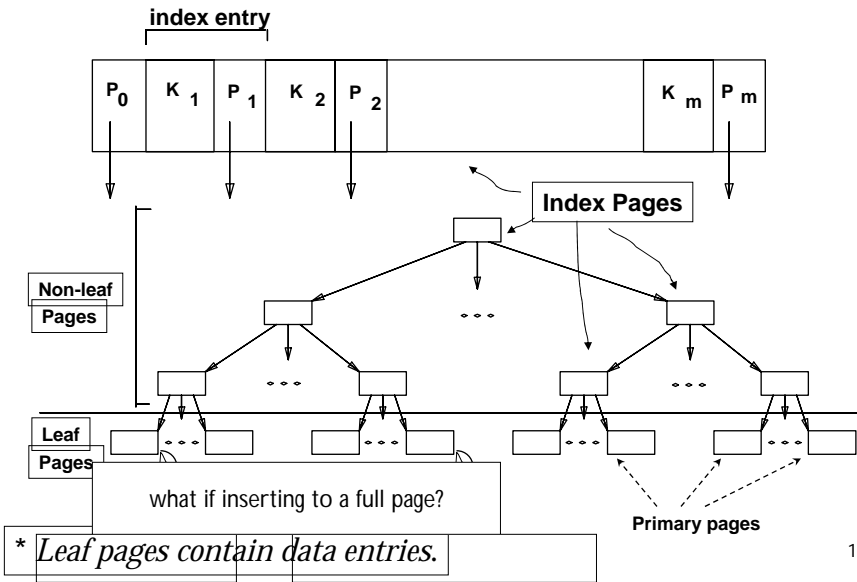 index entry
P0 K1 P1 K2 P2 Km Pm
Index Pages
Non-leaf
Pages
Leaf
Pages
what if inserting to a full page?
Primary pages
* Leaf pages contain data entries.
1